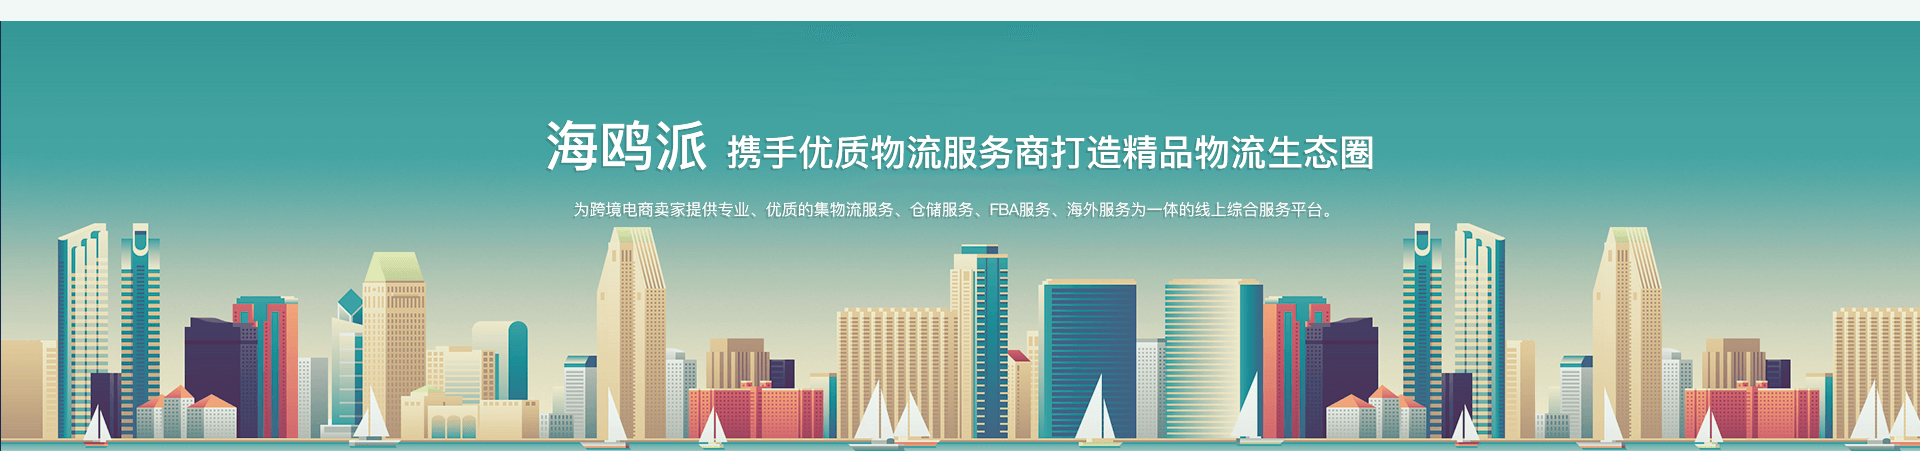 海鸥派 携手优质物流服务商打造精品物流生态圈
为跨境电商卖家提供专业、优质的集物流服务、仓储服务、FBA服务、海外服务为一体的线上综合服务平台。